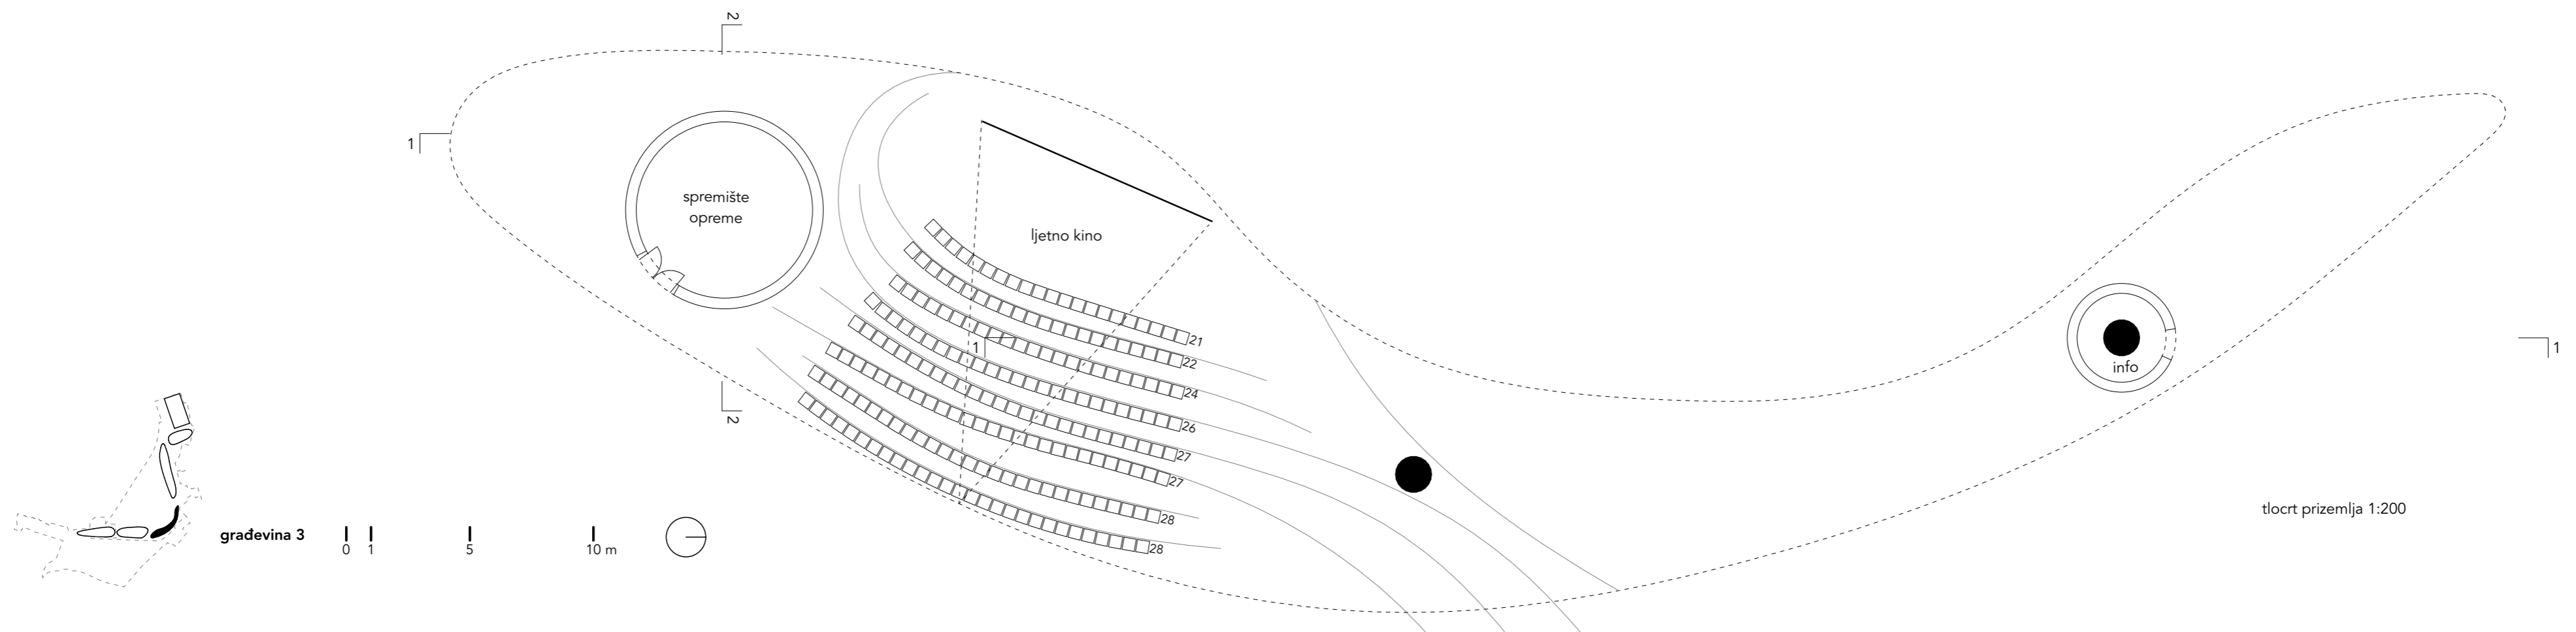 2
1
spremište
opreme
ljetno kino
21
22
1
24
26
27
27
28
28
2
info
1
građevina 3
0
1
5
10 m
tlocrt prizemlja 1:200